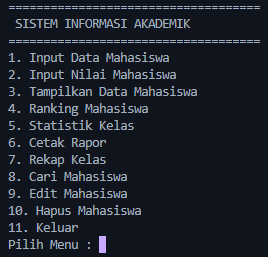 ====================================
SISTEM INFORMASI AKADEMIK
====================================
1. Input Data Mahasiswa
2. Input Nilai Mahasiswa
3. Tampilkan Data Mahasiswa
4. Ranking Mahasiswa
5. Statistik Kelas
6. Cetak Rapor
7. Rekap Kelas
8. Cari Mahasiswa
9. Edit Mahasiswa
10. Hapus Mahasiswa
11. Keluar
Pilih Menu :